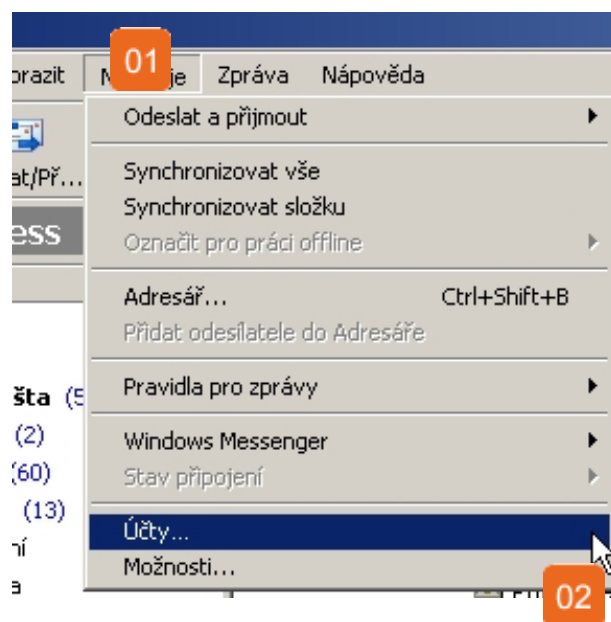 01
Zpráva Nápověda
Odeslat a přijmout
Synchronizovat vše
Synchronizovat složku
Označit pro práci offline
Adresář... Ctrl+Shift+B
Přidat odesílatele do Adresáře
Pravidla pro zprávy
Windows Messenger
Stav připojení
Účty...
Možnosti...
02
orazit
at/Př...
ess
šta (5
(2)
(60)
(13)
ní
a